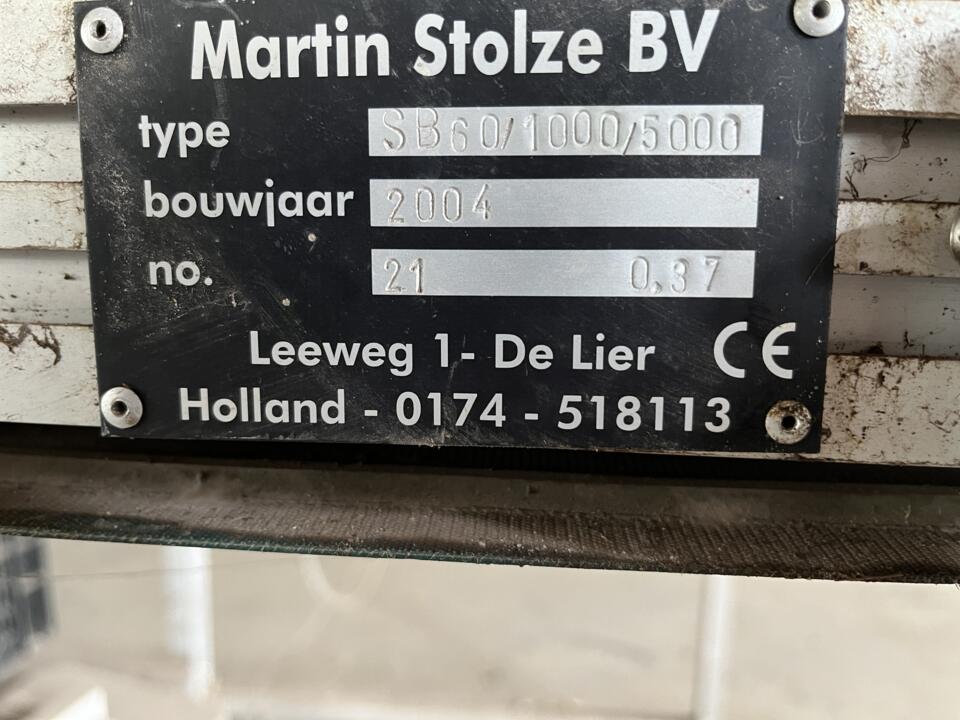 Martin Stolze BV
type SB60/1000/5000
bouwjaar 2004
no. 21 0.37
Leeweg 1- De Lier CE
Holland - 0174 - 518113